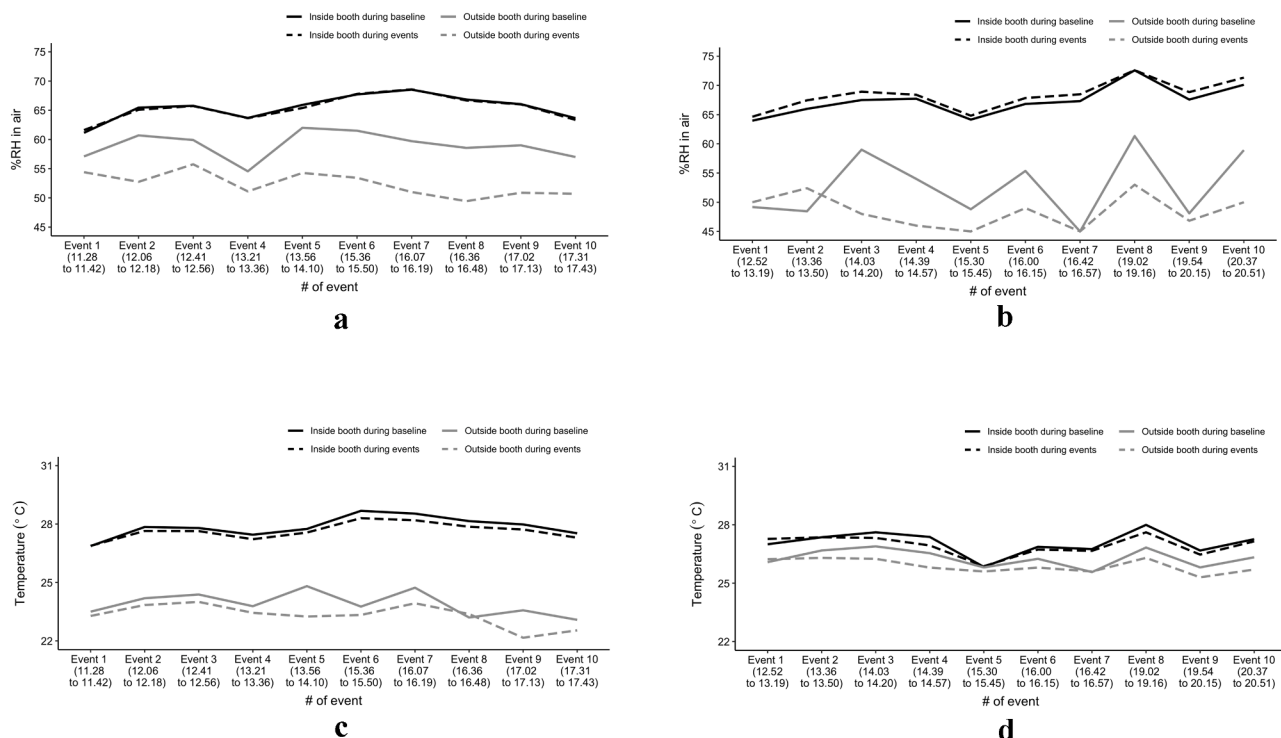 Inside booth during baseline
Outside booth during baseline
Inside booth during events
Outside booth during events
75
70
65
60
55
50
45
%RH in air
Event 1
(11.28
to 11.42)
Event 2
(12.06
to 12.18)
Event 3
(12.41
to 12.56)
Event 4
(13.21
to 13.36)
Event 5
(13.56
to 14.10)
Event 6
(15.36
to 15.50)
Event 7
(16.07
to 16.19)
Event 8
(16.36
to 16.48)
Event 9
(17.02
to 17.13)
Event 10
(17.31
to 17.43)
# of event
a
Inside booth during baseline
Outside booth during baseline
Inside booth during events
Outside booth during events
75
70
65
60
55
50
45
%RH in air
Event 1
(12.52
to 13.19)
Event 2
(13.36
to 13.50)
Event 3
(14.03
to 14.20)
Event 4
(14.39
to 14.57)
Event 5
(15.30
to 15.45)
Event 6
(16.00
to 16.15)
Event 7
(16.42
to 16.57)
Event 8
(19.02
to 19.16)
Event 9
(19.54
to 20.15)
Event 10
(20.37
to 20.51)
# of event
b
Inside booth during baseline
Outside booth during baseline
Inside booth during events
Outside booth during events
31
28
25
22
Temperature (° C)
Event 1
(11.28
to 11.42)
Event 2
(12.06
to 12.18)
Event 3
(12.41
to 12.56)
Event 4
(13.21
to 13.36)
Event 5
(13.56
to 14.10)
Event 6
(15.36
to 15.50)
Event 7
(16.07
to 16.19)
Event 8
(16.36
to 16.48)
Event 9
(17.02
to 17.13)
Event 10
(17.31
to 17.43)
# of event
c
Inside booth during baseline
Outside booth during baseline
Inside booth during events
Outside booth during events
31
28
25
22
Temperature (° C)
Event 1
(12.52
to 13.19)
Event 2
(13.36
to 13.50)
Event 3
(14.03
to 14.20)
Event 4
(14.39
to 14.57)
Event 5
(15.30
to 15.45)
Event 6
(16.00
to 16.15)
Event 7
(16.42
to 16.57)
Event 8
(19.02
to 19.16)
Event 9
(19.54
to 20.15)
Event 10
(20.37
to 20.51)
# of event
d